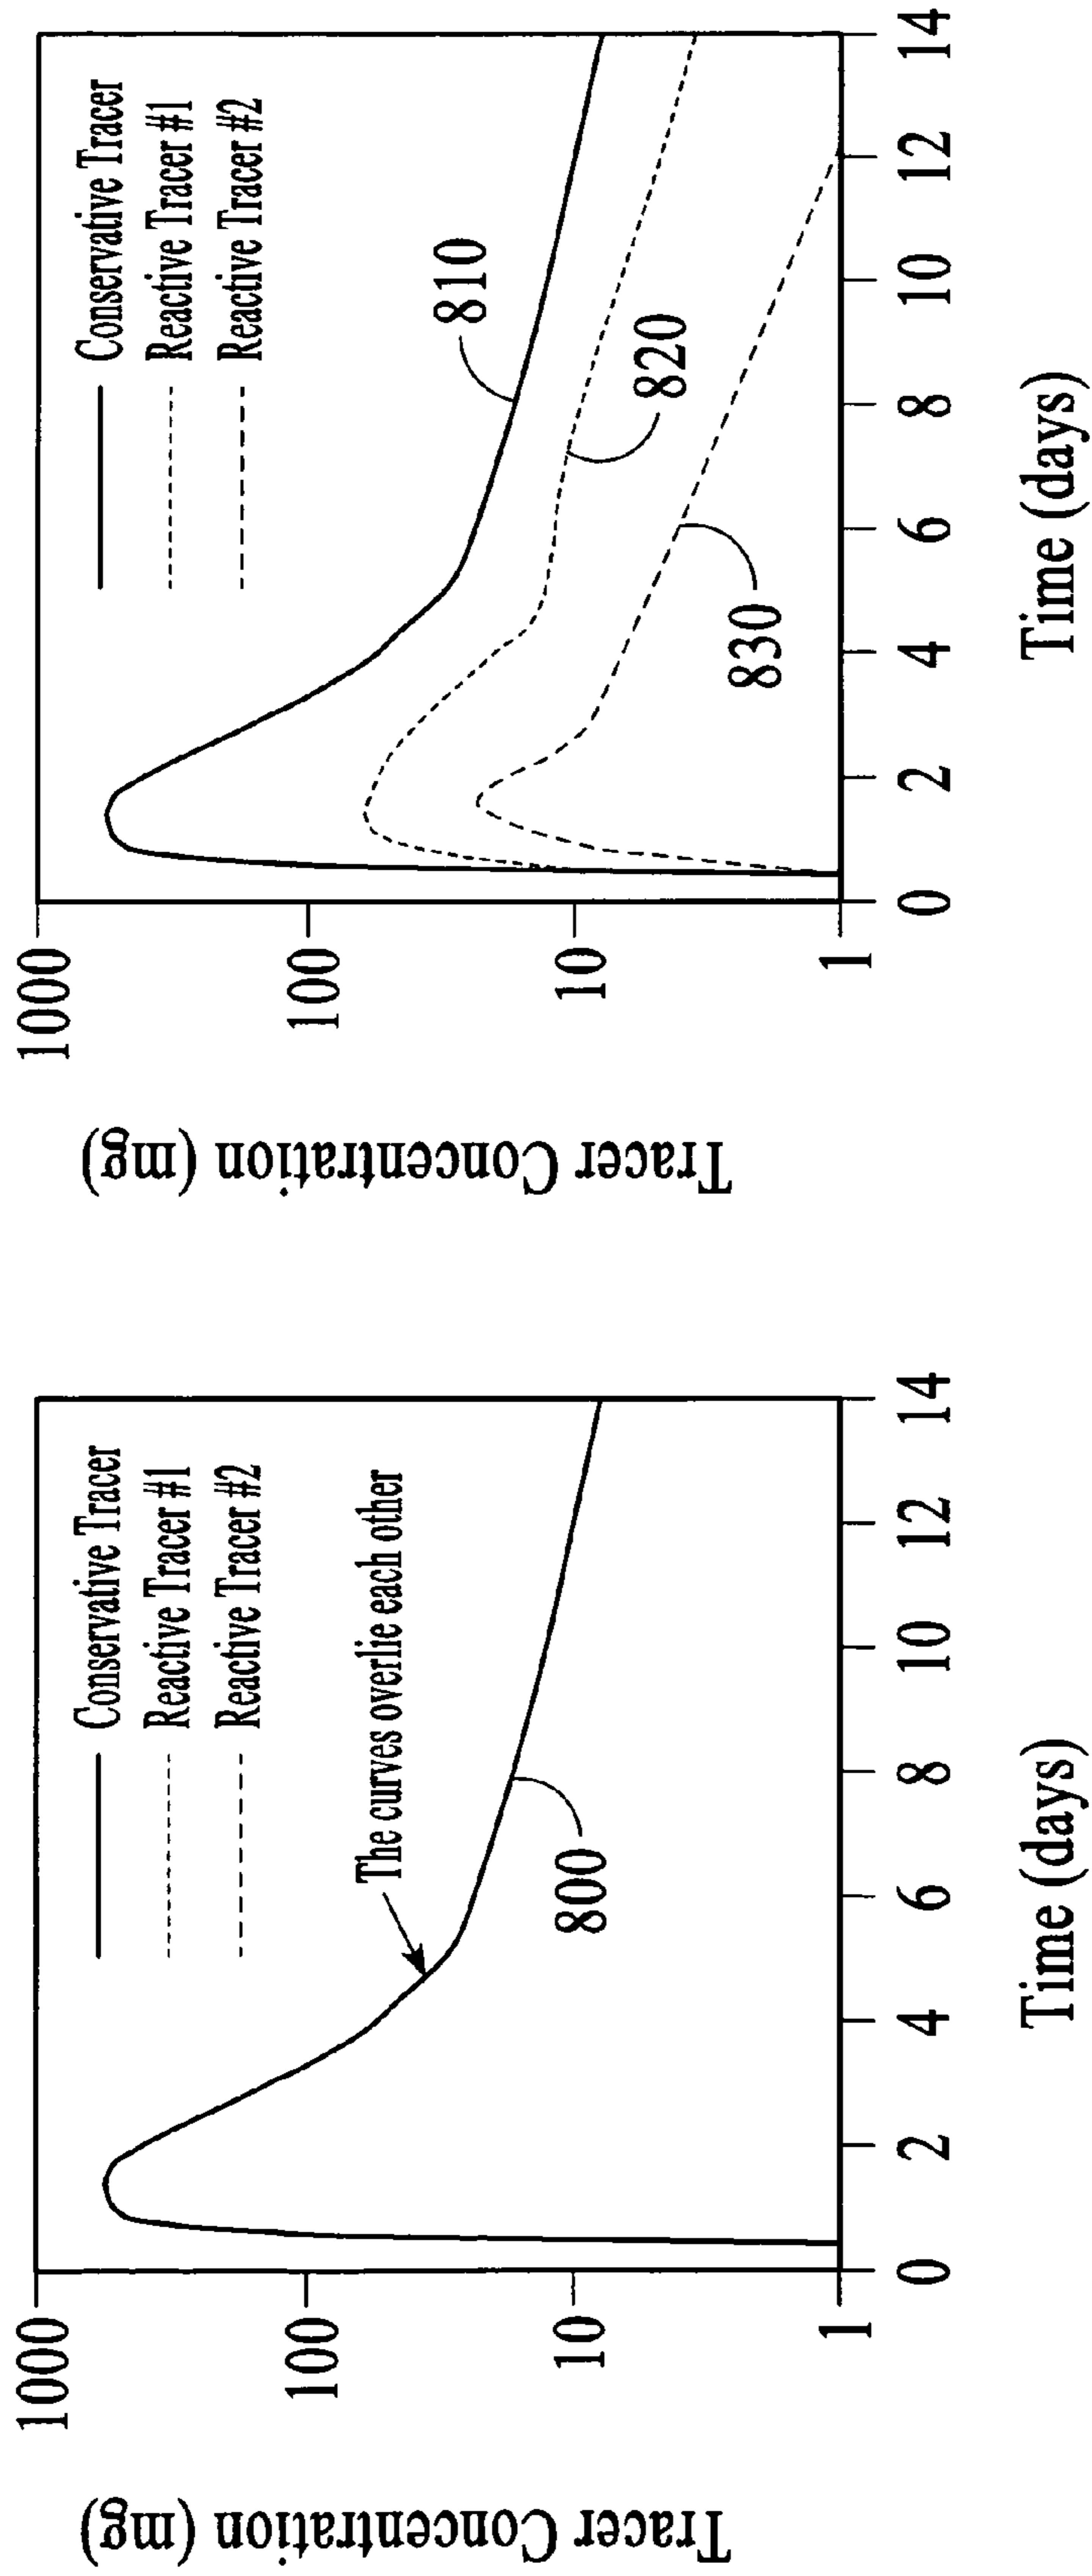 Tracer Concentration (mg)
1000
100
10
1
Conservative Tracer
Reactive Tracer #1
Reactive Tracer #2
The curves overlie each other
800
0 2 4 6 8 10 12 14
Time (days)
Tracer Concentration (mg)
1000
100
10
1
Conservative Tracer
Reactive Tracer #1
Reactive Tracer #2
810
820
830
0 2 4 6 8 10 12 14
Time (days)